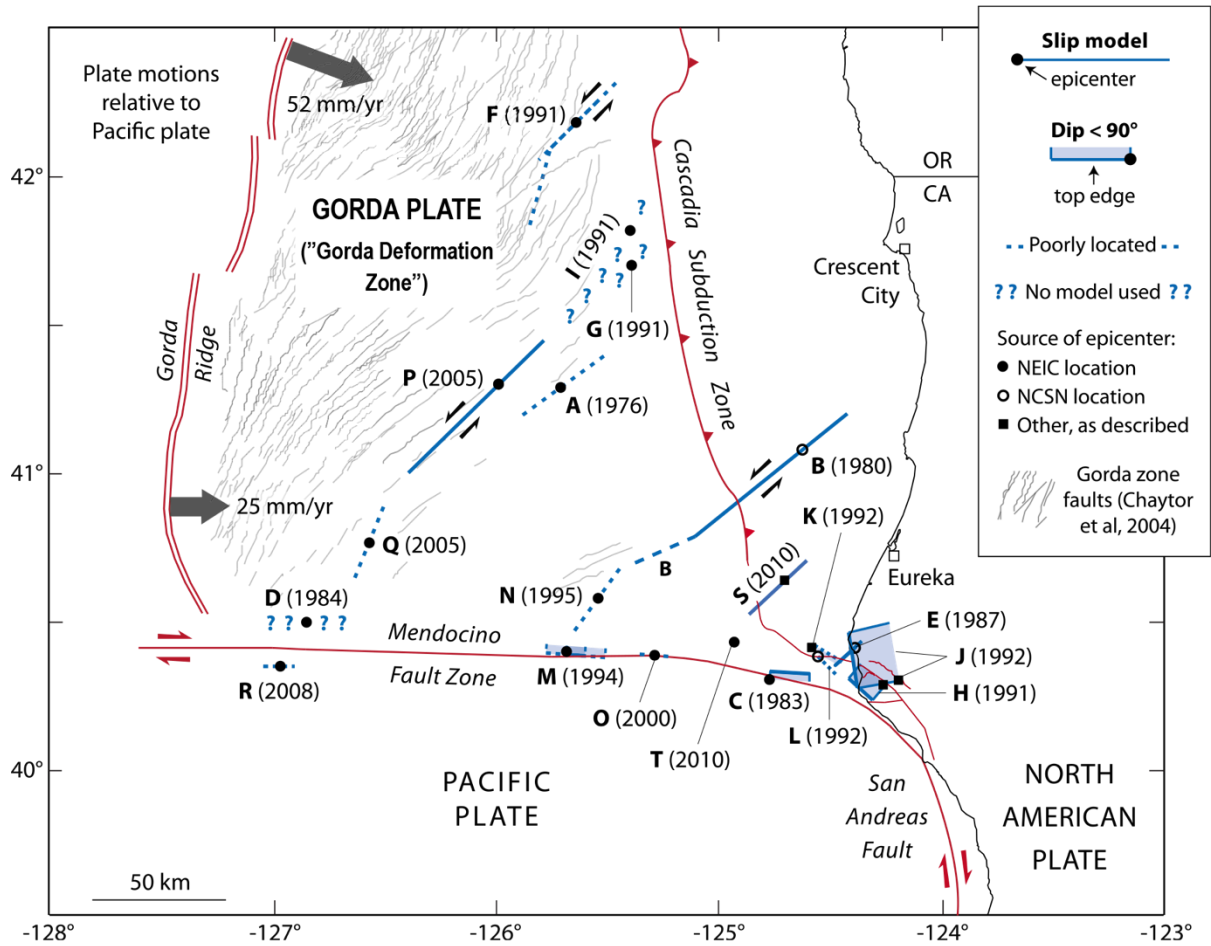 Plate motions
relative to
Pacific plate
52 mm/yr
F (1991)
42°
GORDA PLATE
("Gorda Deformation
Zone")
I (1991)
? ? ? ? ? ? ? ?
G (1991)
Cascadia Subduction Zone
OR
CA
Crescent
City
Gorda
Ridge
P (2005)
A (1976)
41°
25 mm/yr
B (1980)
K (1992)
Q (2005)
B
S (2010)
Eureka
D (1984)
? ? ? ?
N (1995)
E (1987)
Mendocino
Fault Zone
J (1992)
R (2008)
M (1994)
C (1983)
H (1991)
O (2000)
L (1992)
T (2010)
40°
PACIFIC
PLATE
San
Andreas
Fault
NORTH
AMERICAN
PLATE
50 km
-128°
-127°
-126°
-125°
-124°
-123°
Slip model
epicenter
Dip < 90°
top edge
Poorly located
? ? No model used ? ?
Source of epicenter:
NEIC location
NCSN location
Other, as described
Gorda zone
faults (Chaytor
et al, 2004)